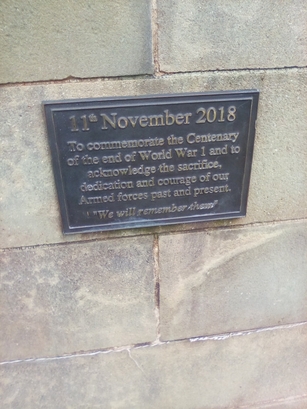 11th November 2018
To commemorate the Centenary
of the end of World War 1 and to
acknowledge the sacrifice,
dedication and courage of our
Armed forces past and present.
"We will remember them"